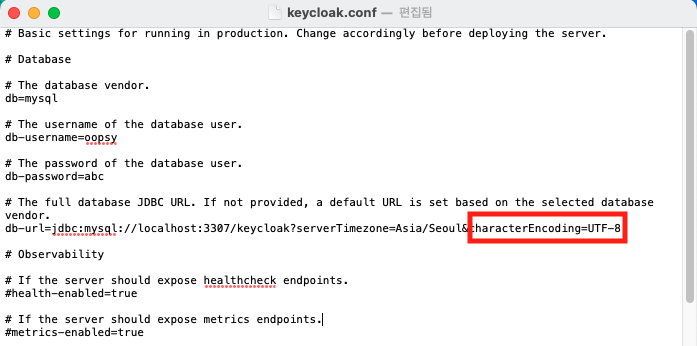 keycloak.conf — 편집됨
# Basic settings for running in production. Change accordingly before deploying the server.
# Database
# The database vendor.
db=mysql
# The username of the database user.
db-username=oopsy
# The password of the database user.
db-password=abc
# The full database JDBC URL. If not provided, a default URL is set based on the selected database
vendor.
db-url=jdbc:mysql://localhost:3307/keycloak?serverTimezone=Asia/Seoul&characterEncoding=UTF-8
# Observability
# If the server should expose healthcheck endpoints.
#health-enabled=true
# If the server should expose metrics endpoints.
#metrics-enabled=true